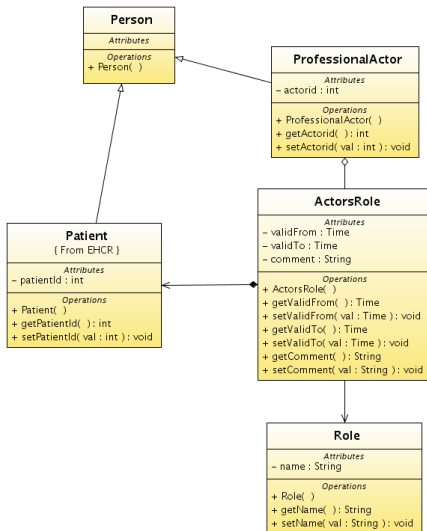 Person
Attributes
Operations
+ Person( )
ProfessionalActor
Attributes
− actorid : int
Operations
+ ProfessionalActor( )
+ getActorid( ) : int
+ setActorid( val : int ) : void
Patient
{ From EHCR }
Attributes
− patientId : int
Operations
+ Patient( )
+ getPatientId( ) : int
+ setPatientId( val : int ) : void
ActorsRole
Attributes
− validFrom : Time
− validTo : Time
− comment : String
Operations
+ ActorsRole( )
+ getValidFrom( ) : Time
+ setValidFrom( val : Time ) : void
+ getValidTo( ) : Time
+ setValidTo( val : Time ) : void
+ getComment( ) : String
+ setComment( val : String ) : void
Role
Attributes
− name : String
Operations
+ Role( )
+ getName( ) : String
+ setName( val : String ) : void